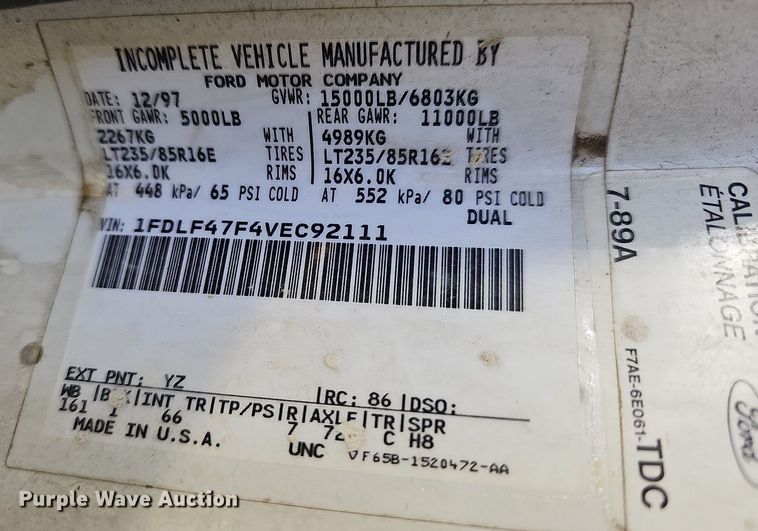 INCOMPLETE VEHICLE MANUFACTURED BY
FORD MOTOR COMPANY
DATE: 12/97 GVWR: 15000LB/6803KG
FRONT GAWR: 5000LB REAR GAWR: 11000LB
2267KG WITH 4989KG WITH
LT235/85R16E TIRES LT235/85R16E TIRES
16X6.0K RIMS 16X6.0K RIMS
AT 448 kPa/ 65 PSI COLD AT 552 kPa/ 80 PSI COLD
DUAL
VIN: 1FDLF47F4VEC92111
EXT PNT: YZ RC: 86 DSO:
WB INT TR TP/PS R AXLE TR SPR
161 1 66 7 C H8
MADE IN U.S.A. UNC
F65B-1520472-AA
7-89A
ÉTALONNAGE
F7AE-6E061-TDC
Ford
Purple Wave Auction